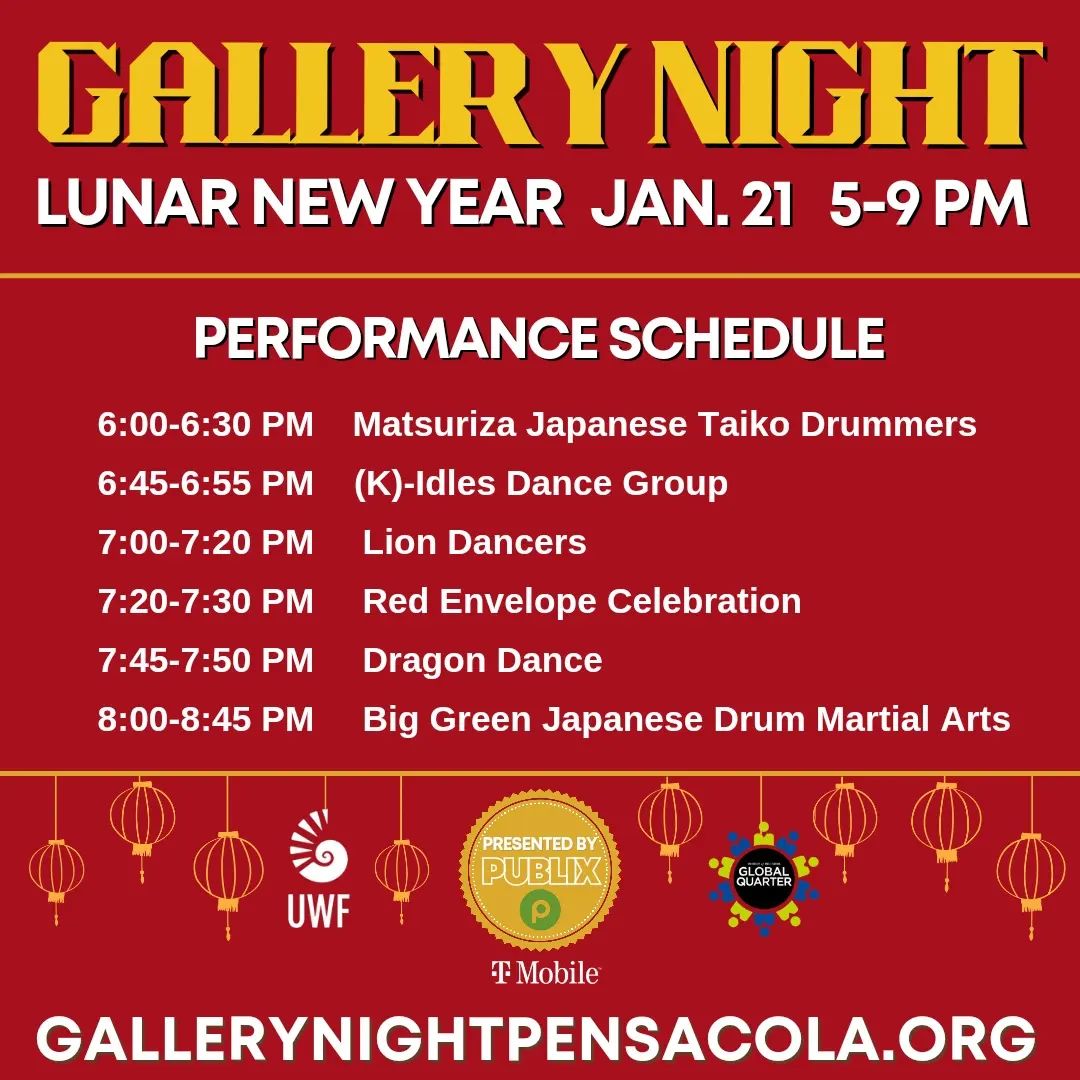 GALLERY NIGHT
LUNAR NEW YEAR JAN. 21 5-9 PM
PERFORMANCE SCHEDULE
6:00-6:30 PM Matsuriza Japanese Taiko Drummers
6:45-6:55 PM (K)-Idles Dance Group
7:00-7:20 PM Lion Dancers
7:20-7:30 PM Red Envelope Celebration
7:45-7:50 PM Dragon Dance
8:00-8:45 PM Big Green Japanese Drum Martial Arts
UWF
PRESENTED BY
PUBLIX
P
GLOBAL
QUARTER
T Mobile
GALLERYNIGHTPENSACOLA.ORG